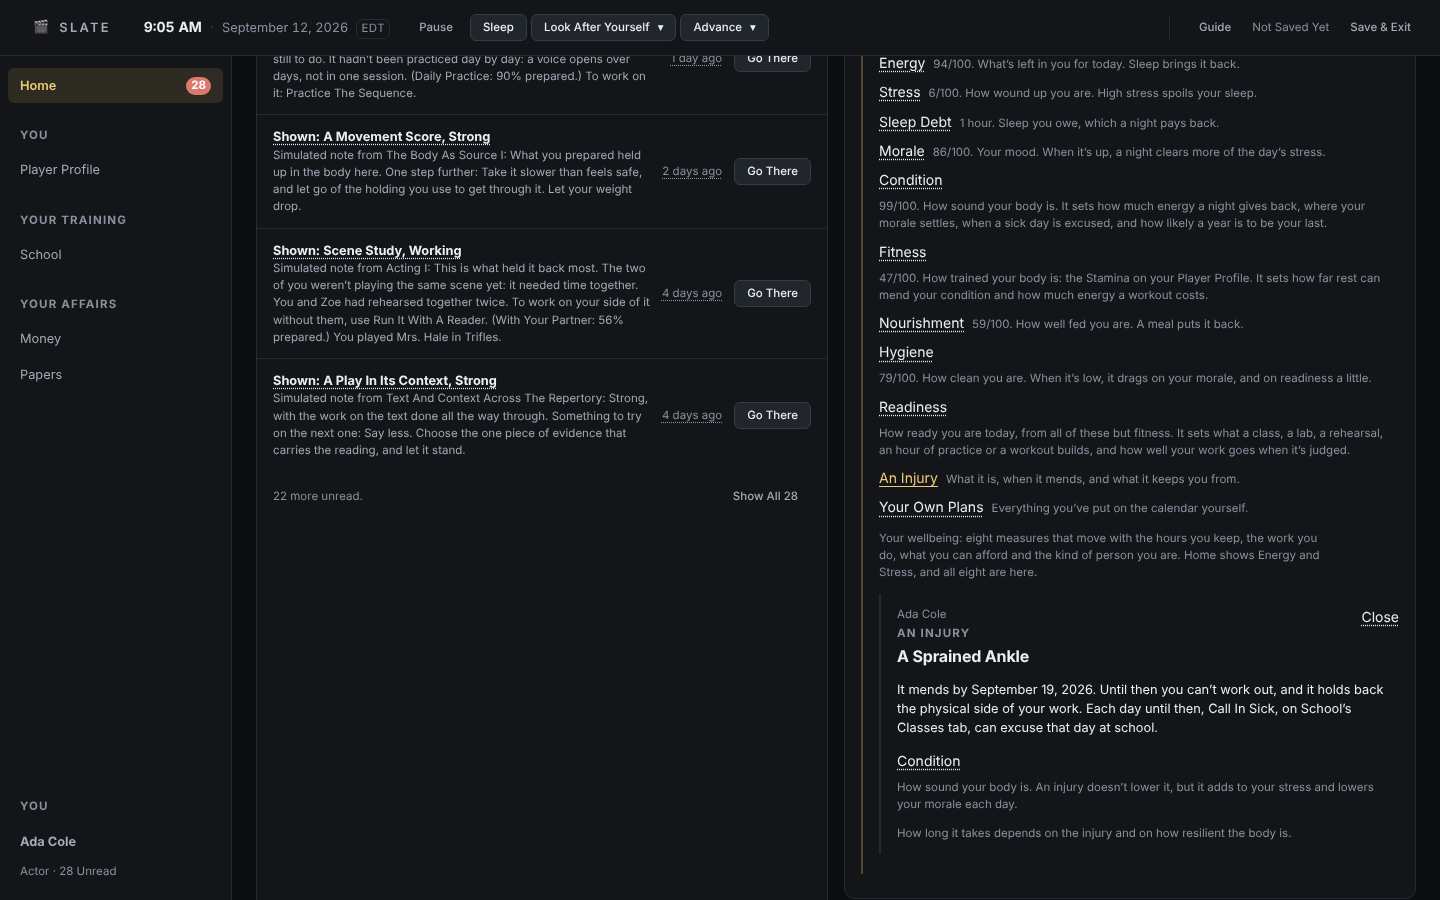 SLATE
9:05 AM · September 12, 2026 EDT
Pause
Sleep
Look After Yourself ▾
Advance ▾
Guide
Not Saved Yet
Save & Exit
Home 28
YOU
Player Profile
YOUR TRAINING
School
YOUR AFFAIRS
Money
Papers
YOU
Ada Cole
Actor · 28 Unread
still to do. It hadn't been practiced day by day: a voice opens over
days, not in one session. (Daily Practice: 90% prepared.) To work on
it: Practice The Sequence.
1 day ago
Go There
Shown: A Movement Score, Strong
Simulated note from The Body As Source I: What you prepared held
up in the body here. One step further: Take it slower than feels safe,
and let go of the holding you use to get through it. Let your weight
drop.
2 days ago
Go There
Shown: Scene Study, Working
Simulated note from Acting I: This is what held it back most. The two
of you weren't playing the same scene yet: it needed time together.
You and Zoe had rehearsed together twice. To work on your side of it
without them, use Run It With A Reader. (With Your Partner: 56%
prepared.) You played Mrs. Hale in Trifles.
4 days ago
Go There
Shown: A Play In Its Context, Strong
Simulated note from Text And Context Across The Repertory: Strong,
with the work on the text done all the way through. Something to try
on the next one: Say less. Choose the one piece of evidence that
carries the reading, and let it stand.
4 days ago
Go There
22 more unread.
Show All 28
Energy 94/100. What's left in you for today. Sleep brings it back.
Stress 6/100. How wound up you are. High stress spoils your sleep.
Sleep Debt 1 hour. Sleep you owe, which a night pays back.
Morale 86/100. Your mood. When it's up, a night clears more of the day's stress.
Condition
99/100. How sound your body is. It sets how much energy a night gives back, where your
morale settles, when a sick day is excused, and how likely a year is to be your last.
Fitness
47/100. How trained your body is: the Stamina on your Player Profile. It sets how far rest can
mend your condition and how much energy a workout costs.
Nourishment 59/100. How well fed you are. A meal puts it back.
Hygiene
79/100. How clean you are. When it's low, it drags on your morale, and on readiness a little.
Readiness
How ready you are today, from all of these but fitness. It sets what a class, a lab, a rehearsal,
an hour of practice or a workout builds, and how well your work goes when it's judged.
An Injury What it is, when it mends, and what it keeps you from.
Your Own Plans Everything you've put on the calendar yourself.
Your wellbeing: eight measures that move with the hours you keep, the work you
do, what you can afford and the kind of person you are. Home shows Energy and
Stress, and all eight are here.
Ada Cole
Close
AN INJURY
A Sprained Ankle
It mends by September 19, 2026. Until then you can't work out, and it holds back
the physical side of your work. Each day until then, Call In Sick, on School's
Classes tab, can excuse that day at school.
Condition
How sound your body is. An injury doesn't lower it, but it adds to your stress and lowers
your morale each day.
How long it takes depends on the injury and on how resilient the body is.